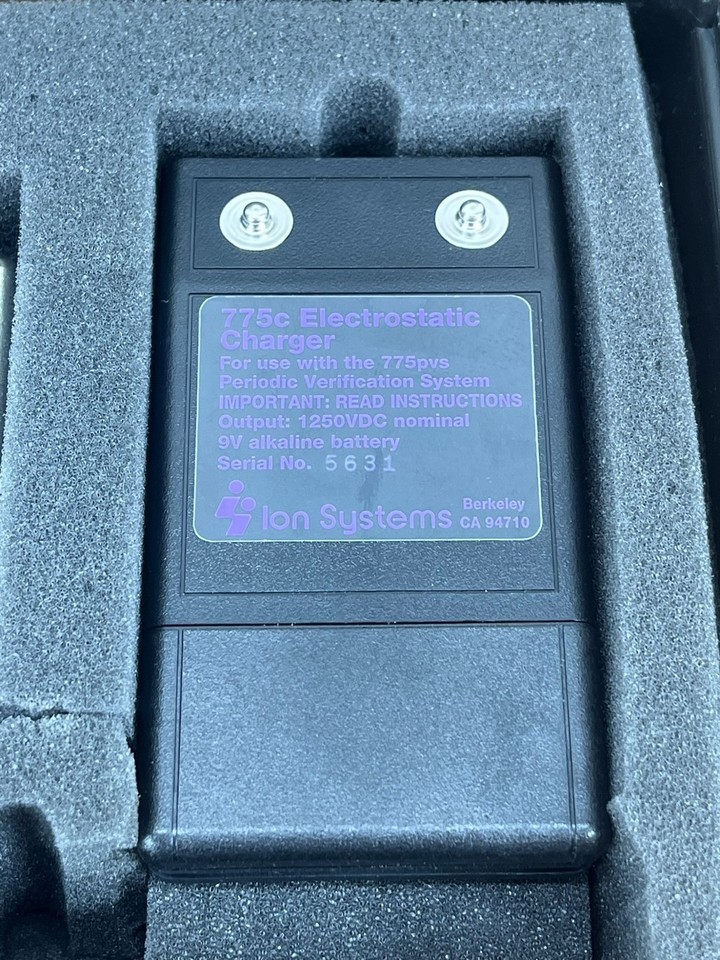 775c Electrostatic
Charger
For use with the 775pvs
Periodic Verification System
IMPORTANT: READ INSTRUCTIONS
Output: 1250VDC nominal
9V alkaline battery
Serial No. 5631
Ion Systems
Berkeley
CA 94710